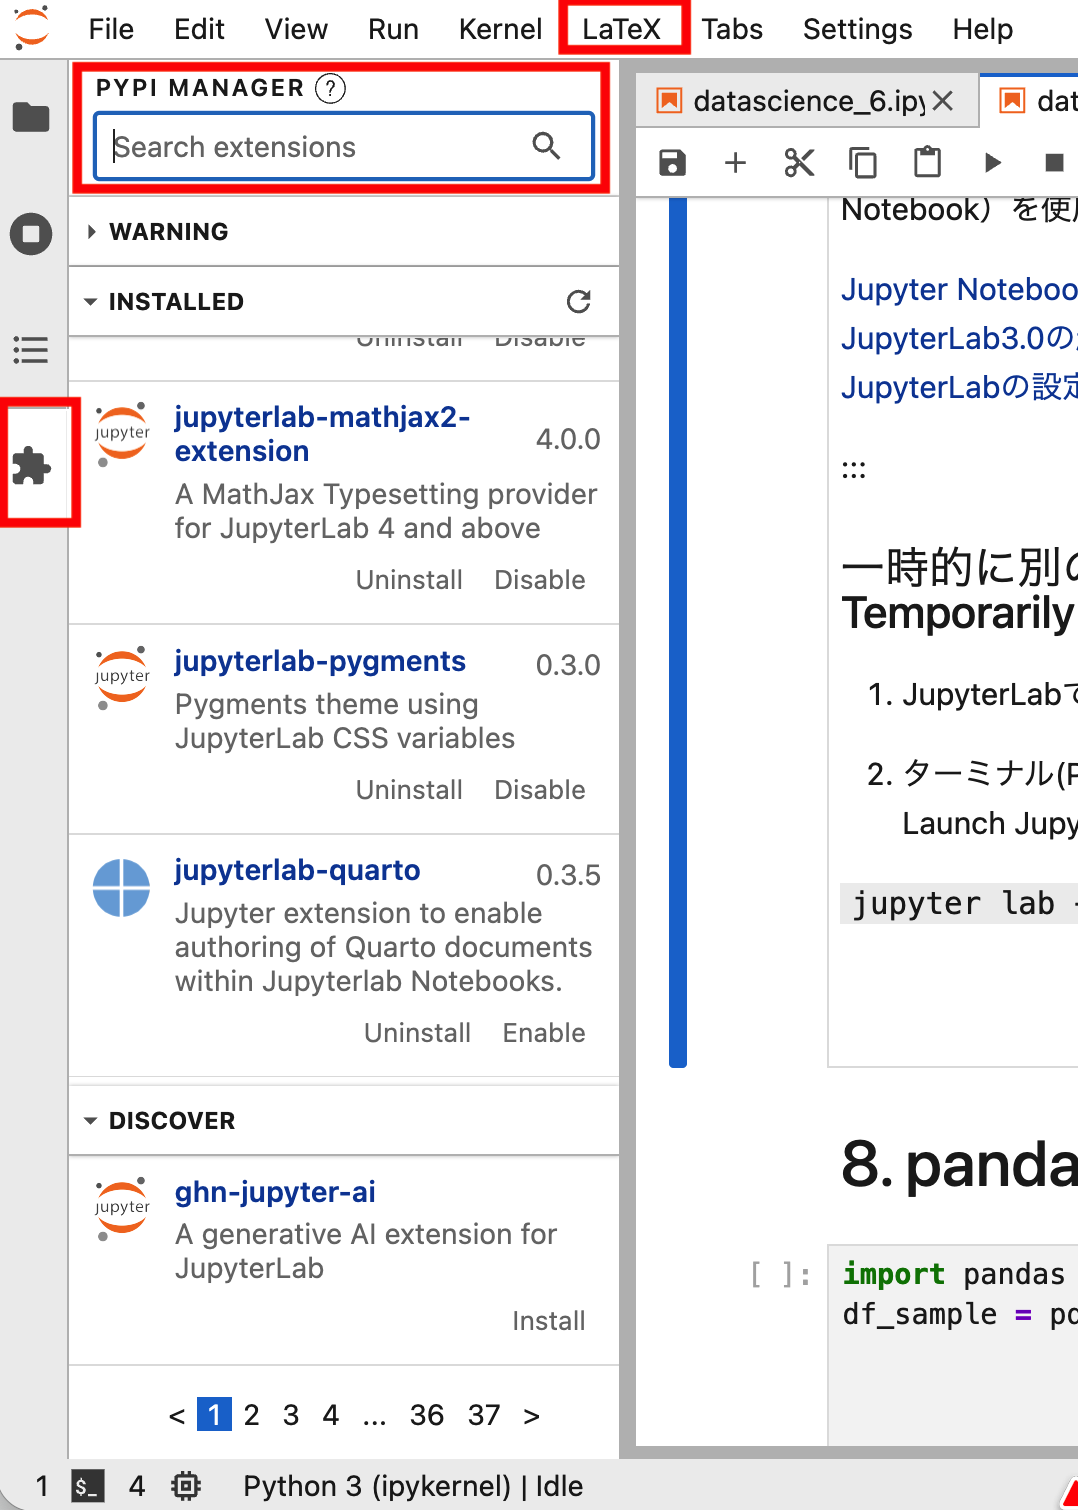 File Edit View Run Kernel LaTeX Tabs Settings Help
PYPI MANAGER ?
Search extensions
WARNING
INSTALLED
Uninstall Disable
jupyter
jupyterlab-mathjax2-
extension
4.0.0
A MathJax Typesetting provider
for JupyterLab 4 and above
Uninstall Disable
jupyter
jupyterlab-pygments
0.3.0
Pygments theme using
JupyterLab CSS variables
Uninstall Disable
jupyterlab-quarto
0.3.5
Jupyter extension to enable
authoring of Quarto documents
within Jupyterlab Notebooks.
Uninstall Enable
DISCOVER
jupyter
ghn-jupyter-ai
A generative AI extension for
JupyterLab
Install
< 1 2 3 4 ... 36 37 >
datascience_6.ipy
dat
Notebook）を使
Jupyter Noteboo
JupyterLab3.0の
JupyterLabの設定
:::
一時的に別の
Temporarily
1. JupyterLabで
2. ターミナル(P
Launch Jupy
jupyter lab -
8. panda
[ ]:
import pandas
df_sample = pd
1 $_ 4 Python 3 (ipykernel) | Idle